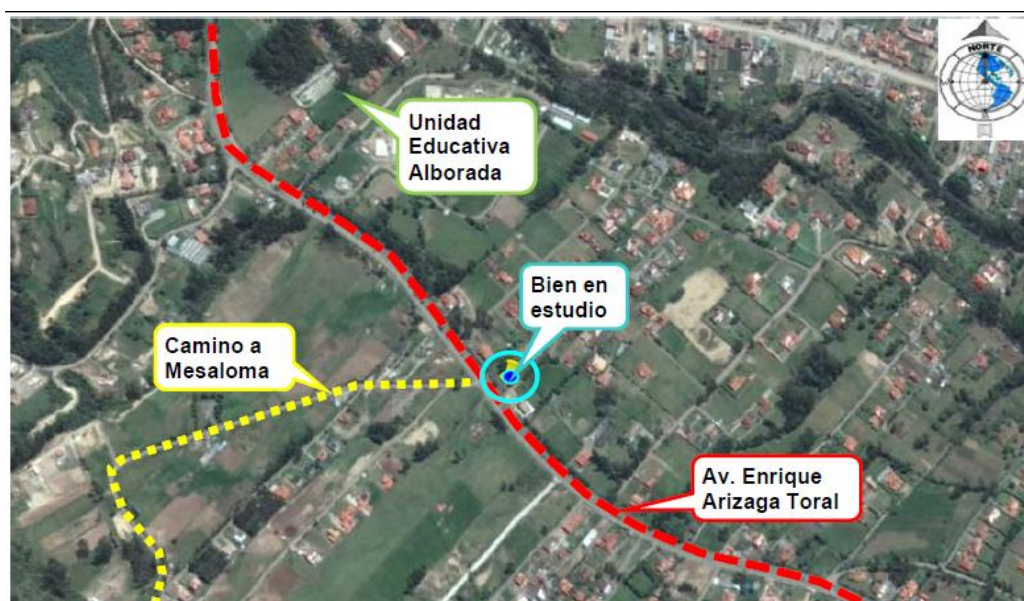 NORTE
Unidad
Educativa
Alborada
Bien en
estudio
Camino a
Mesaloma
Av. Enrique
Arizaga Toral